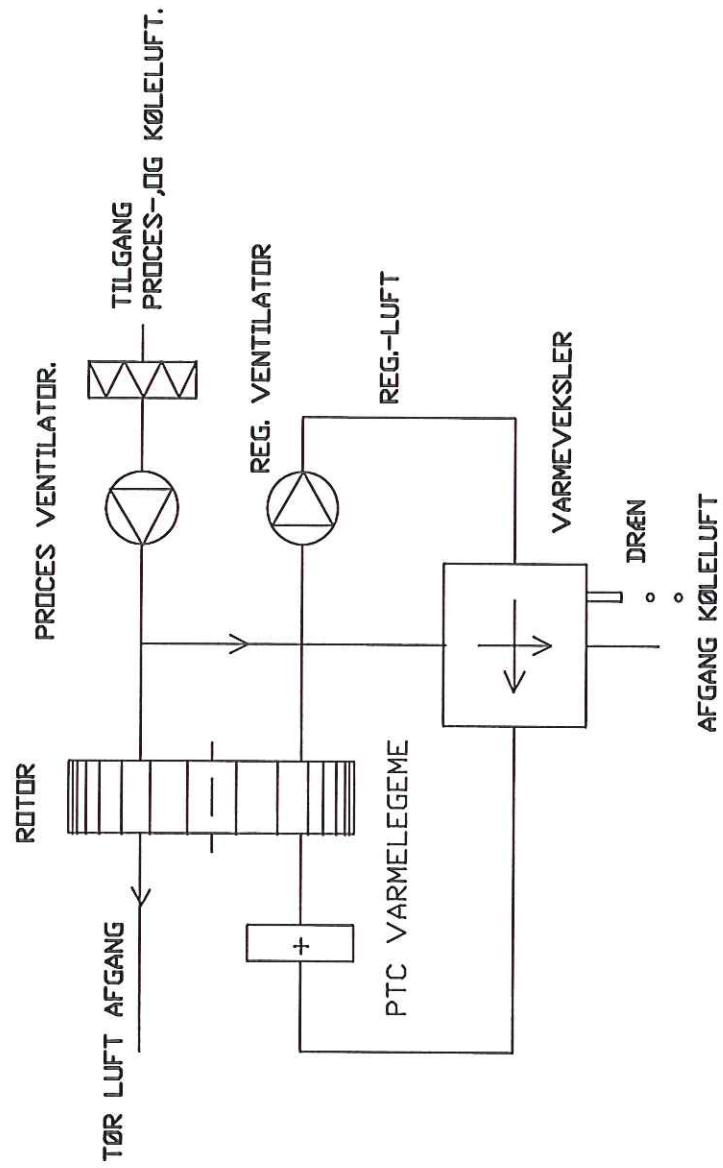 TILGANG
PROCES-,OG KØLELUFT.
PROCES VENTILATOR.
REG. VENTILATOR
REG.-LUFT
ROTOR
VARMEVEKSLER
DRÆN
AFGANG KØLELUFT
PTC VARMELEGEME
TØR LUFT AFGANG
+